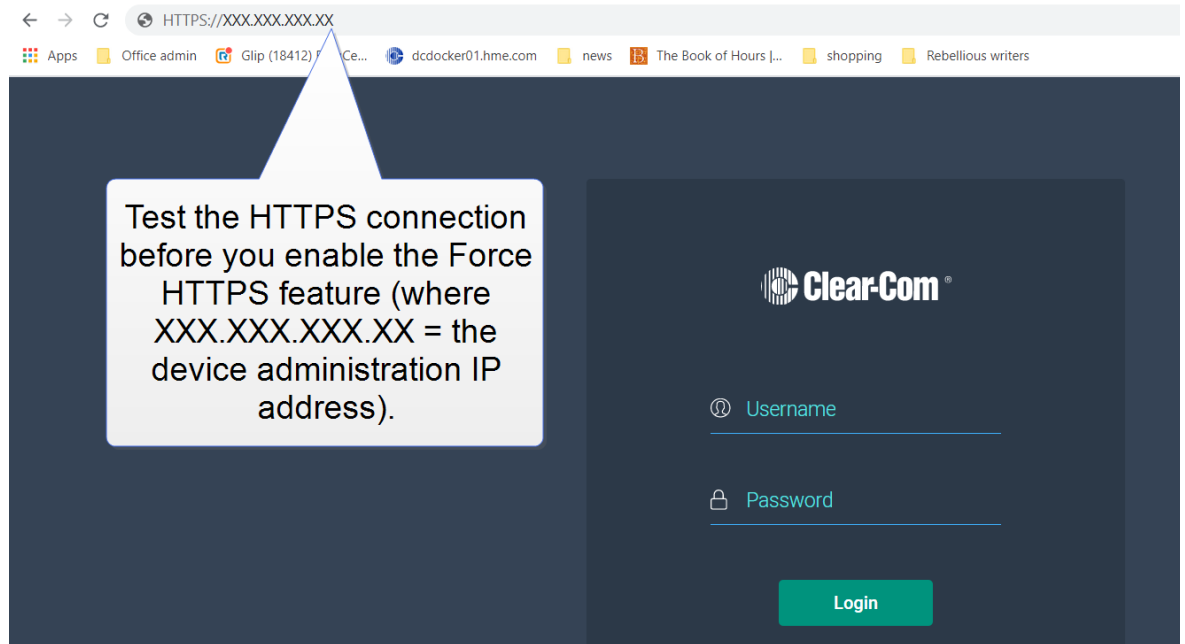 HTTPS://XXX.XXX.XXX.XX
Apps Office admin Glip (18412) Ce... dcdocker01.hme.com news The Book of Hours |... shopping Rebellious writers
Test the HTTPS connection
before you enable the Force
HTTPS feature (where
XXX.XXX.XXX.XX = the
device administration IP
address).
Clear-Com ®
Username
Password
Login